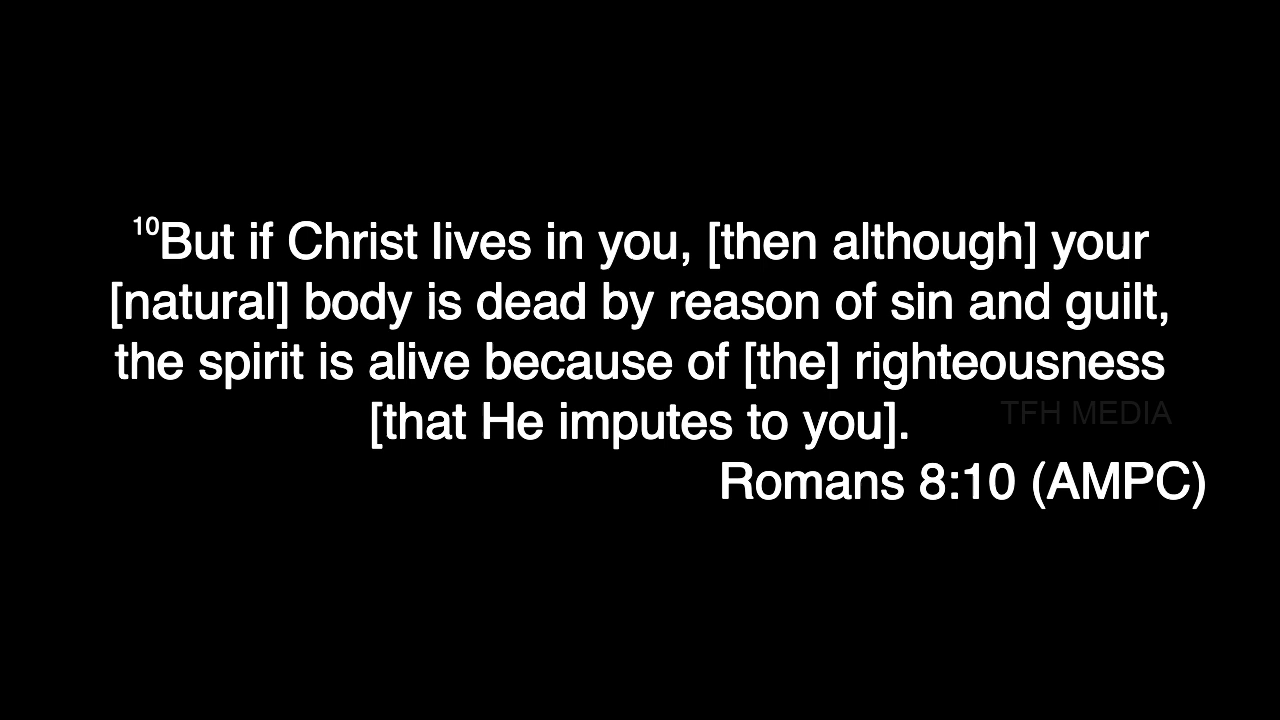 ¹⁰But if Christ lives in you, [then although] your
[natural] body is dead by reason of sin and guilt,
the spirit is alive because of [the] righteousness
[that He imputes to you].
TFH MEDIA
Romans 8:10 (AMPC)